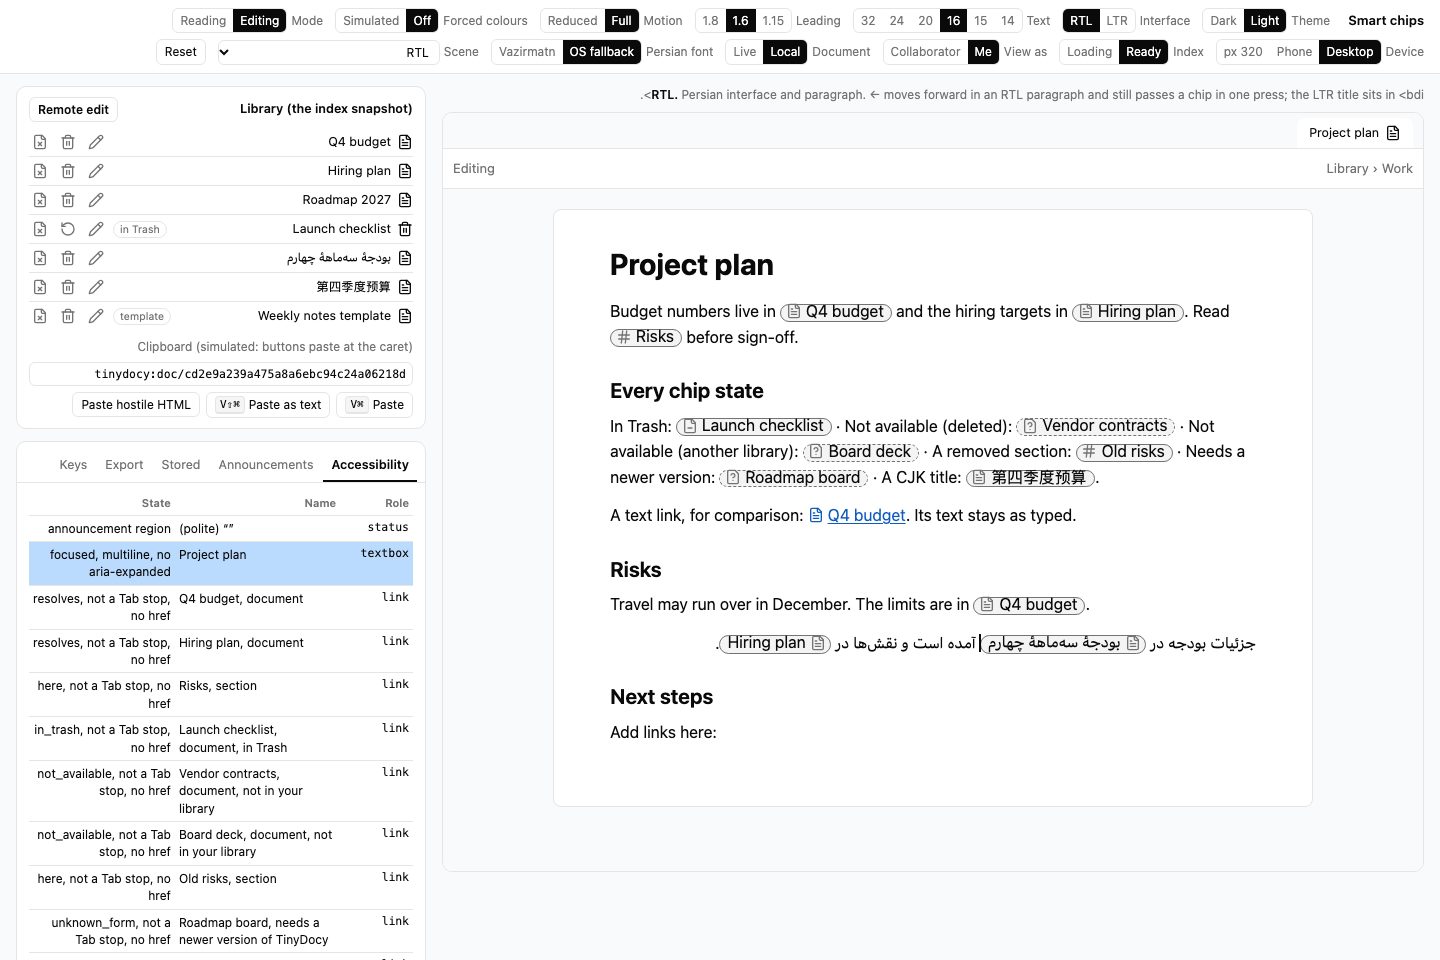 Smart chips
Theme Light Dark
Interface LTR RTL
Text 14 15 16 20 24 32
Leading 1.15 1.6 1.8
Motion Full Reduced
Forced colours Off Simulated
Mode Editing Reading
Device Desktop Phone 320 px
Index Ready Loading
View as Me Collaborator
Document Local Live
Persian font OS fallback Vazirmatn
Scene RTL
Reset
.<RTL. Persian interface and paragraph. ← moves forward in an RTL paragraph and still passes a chip in one press; the LTR title sits in <bdi
Library (the index snapshot)
Remote edit
Q4 budget
Hiring plan
Roadmap 2027
Launch checklist in Trash
بودجهٔ سه‌ماههٔ چهارم
第四季度预算
Weekly notes template template
Clipboard (simulated: buttons paste at the caret)
tinydocy:doc/cd2e9a239a475a8a6ebc94c24a06218d
Paste V⌘
Paste as text V⇧⌘
Paste hostile HTML
Accessibility Announcements Stored Export Keys
Role Name State
status (polite) “” announcement region
textbox Project plan focused, multiline, no
aria-expanded
link Q4 budget, document resolves, not a Tab stop,
no href
link Hiring plan, document resolves, not a Tab stop,
no href
link Risks, section here, not a Tab stop, no
href
link Launch checklist, in_trash, not a Tab stop,
document, in Trash no href
link Vendor contracts, not_available, not a Tab
document, not in your stop, no href
library
link Board deck, document, not not_available, not a Tab
in your library stop, no href
link Old risks, section here, not a Tab stop, no
href
link Roadmap board, needs a unknown_form, not a
newer version of TinyDocy Tab stop, no href
Project plan
Library › Work
Editing
Project plan
Budget numbers live in Q4 budget and the hiring targets in Hiring plan. Read
# Risks before sign-off.
Every chip state
In Trash: Launch checklist · Not available (deleted): Vendor contracts · Not
available (another library): Board deck · A removed section: # Old risks · Needs a
newer version: Roadmap board · A CJK title: 第四季度预算.
A text link, for comparison: Q4 budget. Its text stays as typed.
Risks
Travel may run over in December. The limits are in Q4 budget.
جزئیات بودجه در بودجهٔ سه‌ماههٔ چهارم آمده است و نقش‌ها در Hiring plan.
Next steps
Add links here: